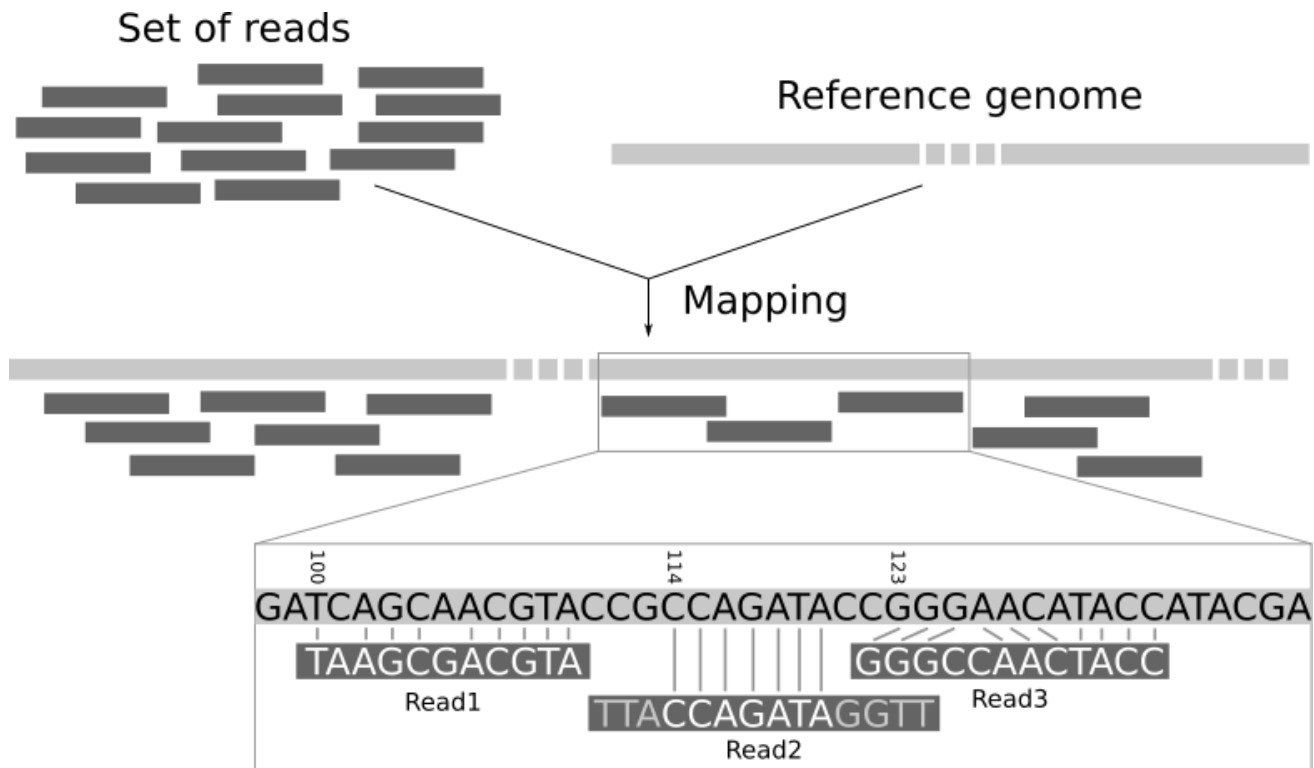 Set of reads
Reference genome
Mapping
100
114
123
GATCAGCAACGTACCGCCAGATACCGGGAACATACCATACGA
TAAGCGACGTA
GGGCCAACTACC
Read1
Read3
TTACCAGATAGGTT
Read2